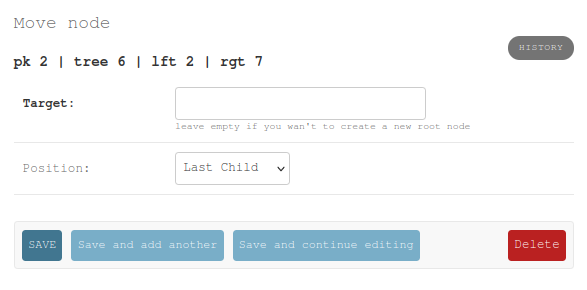 Move node
HISTORY
pk 2 | tree 6 | lft 2 | rgt 7
Target:
leave empty if you wan't to create a new root node
Position: Last Child
SAVE Save and add another Save and continue editing Delete